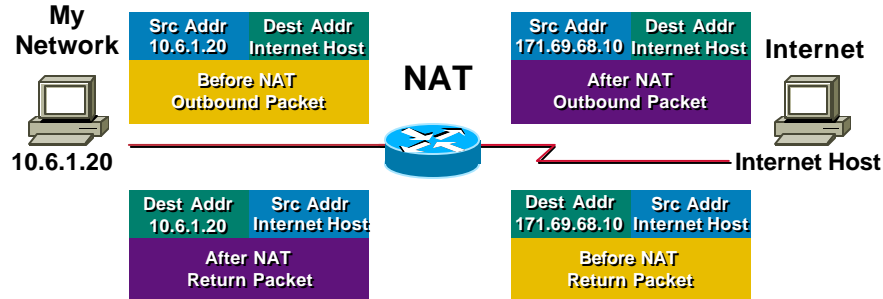 My
Network
10.6.1.20
Src Addr
10.6.1.20
Dest Addr
Internet Host
Before NAT
Outbound Packet
NAT
Src Addr
171.69.68.10
Dest Addr
Internet Host
After NAT
Outbound Packet
Internet
Internet Host
Dest Addr
10.6.1.20
Src Addr
Internet Host
After NAT
Return Packet
Dest Addr
171.69.68.10
Src Addr
Internet Host
Before NAT
Return Packet